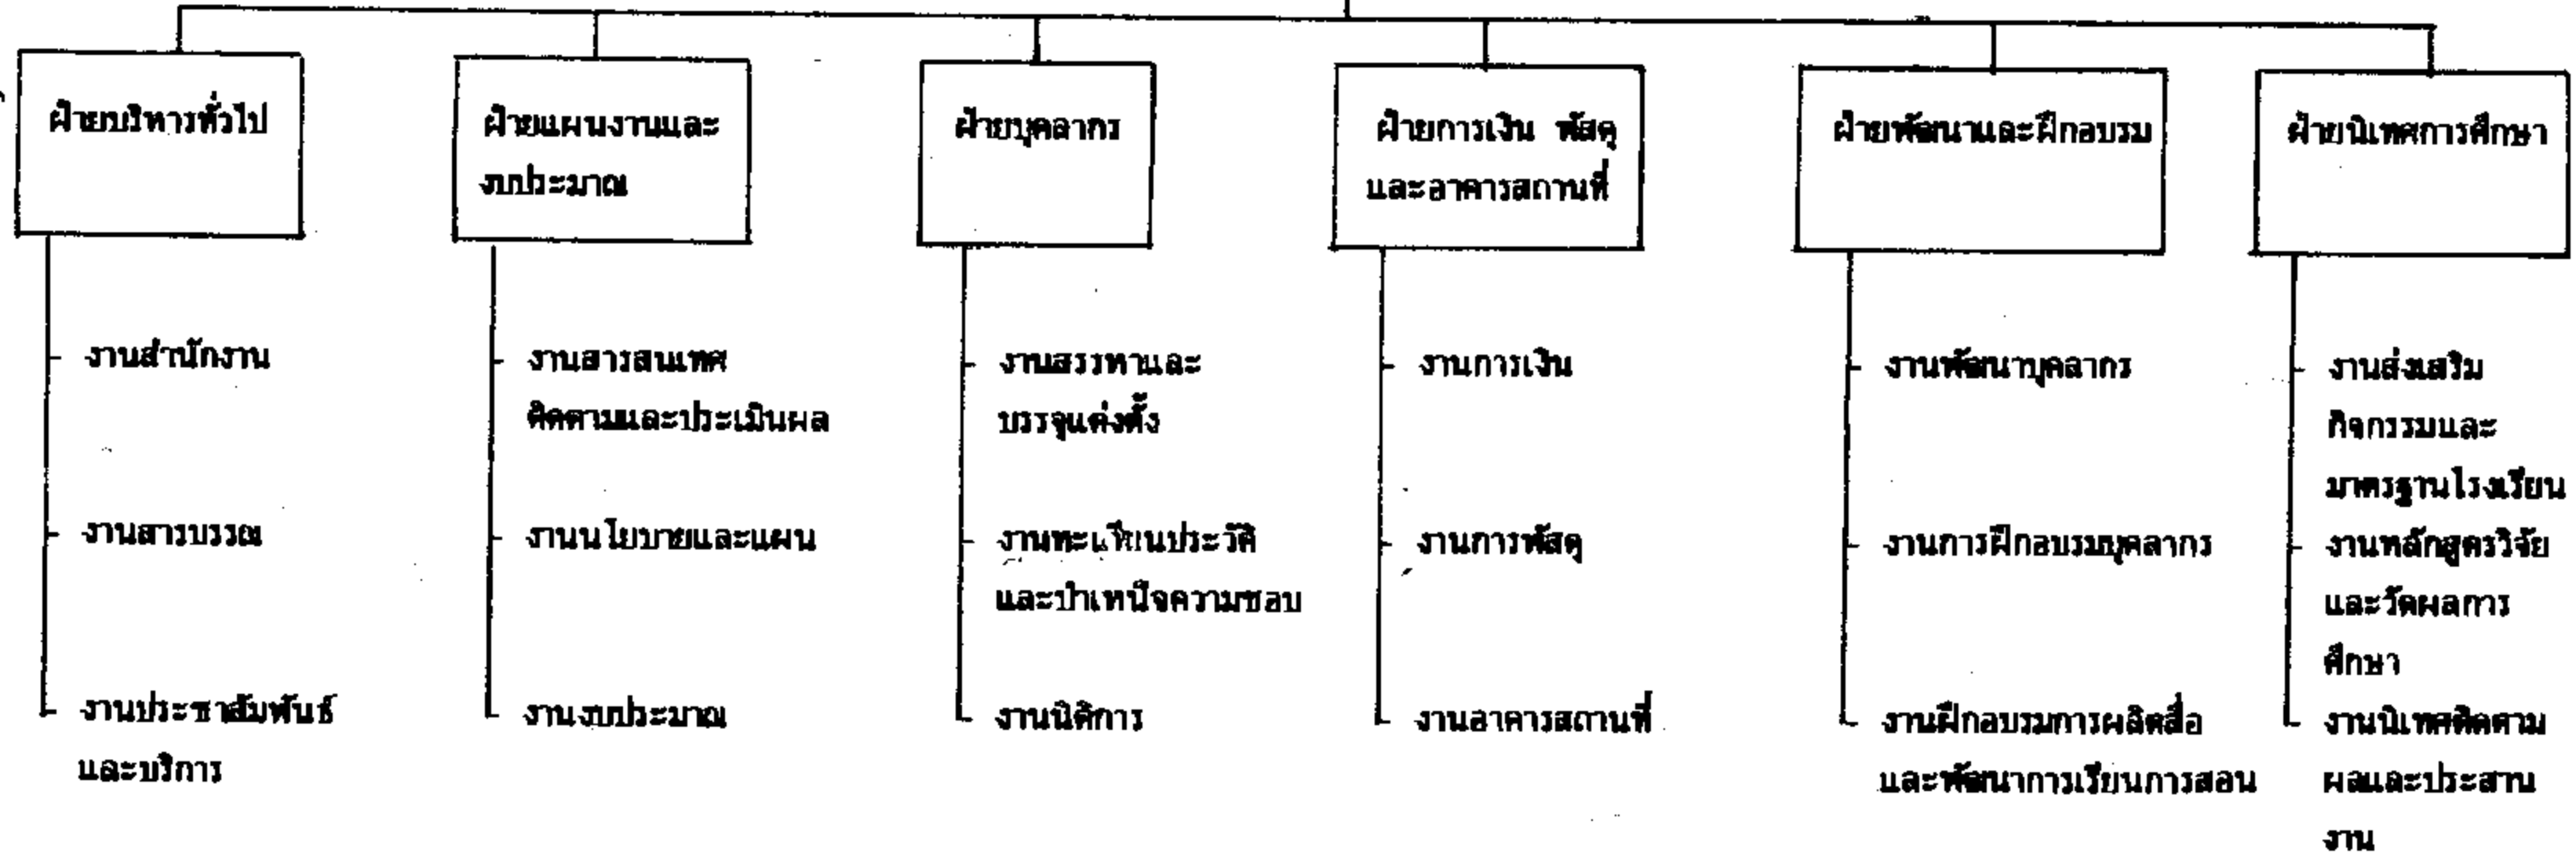 ฝ่ายบริหารทั่วไป
ฝ่ายแผนงานและ
งบประมาณ
ฝ่ายบุคลากร
ฝ่ายการเงิน พัสดุ
และอาคารสถานที่
ฝ่ายพัฒนาและฝึกอบรม
ฝ่ายนิเทศการศึกษา
- งานสำนักงาน
- งานสารบรรณ
- งานประชาสัมพันธ์
และบริการ
- งานสารสนเทศ
ติดตามและประเมินผล
- งานนโยบายและแผน
- งานงบประมาณ
- งานสรรหาและ
บรรจุแต่งตั้ง
- งานทะเบียนประวัติ
และบำเหน็จความชอบ
- งานนิติการ
- งานการเงิน
- งานการพัสดุ
- งานอาคารสถานที่
- งานพัฒนาบุคลากร
- งานการฝึกอบรมบุคลากร
- งานฝึกอบรมการผลิตสื่อ
และพัฒนาการเรียนการสอน
- งานส่งเสริม
กิจกรรมและ
มาตรฐานโรงเรียน
- งานหลักสูตรวิจัย
และวัดผลการ
ศึกษา
- งานนิเทศติดตาม
ผลและประสาน
งาน